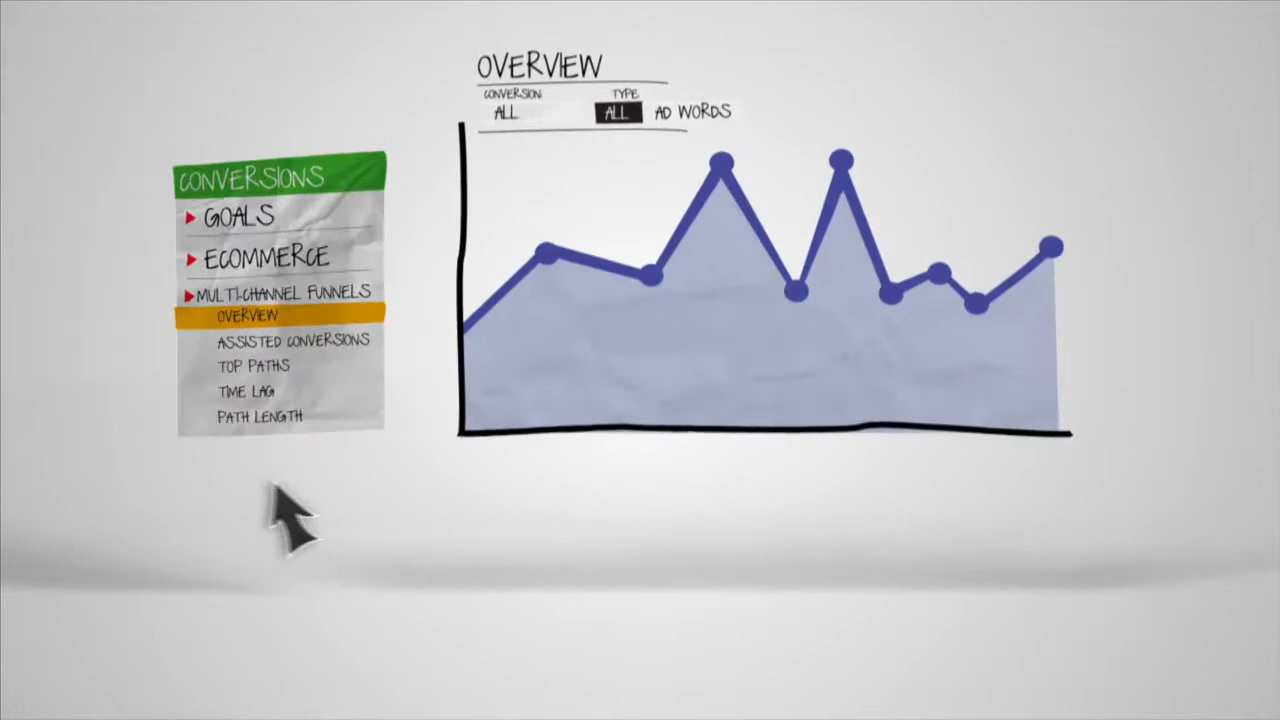 OVERVIEW
CONVERSION TYPE
ALL ALL AD WORDS
CONVERSIONS
GOALS
ECOMMERCE
MULTI-CHANNEL FUNNELS
OVERVIEW
ASSISTED CONVERSIONS
TOP PATHS
TIME LAG
PATH LENGTH